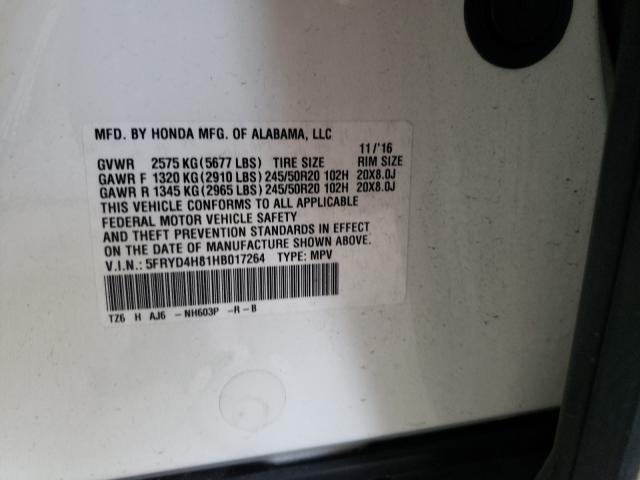 MFD. BY HONDA MFG. OF ALABAMA, LLC
11/'16
GVWR 2575 KG (5677 LBS) TIRE SIZE RIM SIZE
GAWR F 1320 KG (2910 LBS) 245/50R20 102H 20X8.0J
GAWR R 1345 KG (2965 LBS) 245/50R20 102H 20X8.0J
THIS VEHICLE CONFORMS TO ALL APPLICABLE
FEDERAL MOTOR VEHICLE SAFETY
AND THEFT PREVENTION STANDARDS IN EFFECT
ON THE DATE OF MANUFACTURE SHOWN ABOVE.
V.I.N.: 5FRYD4H81HB017264 TYPE: MPV
TZ6 H AJ6 -NH603P -R-B